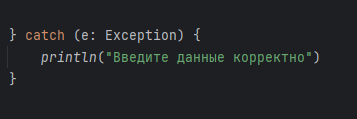 } catch (e: Exception) {
    println("Введите данные корректно")
}